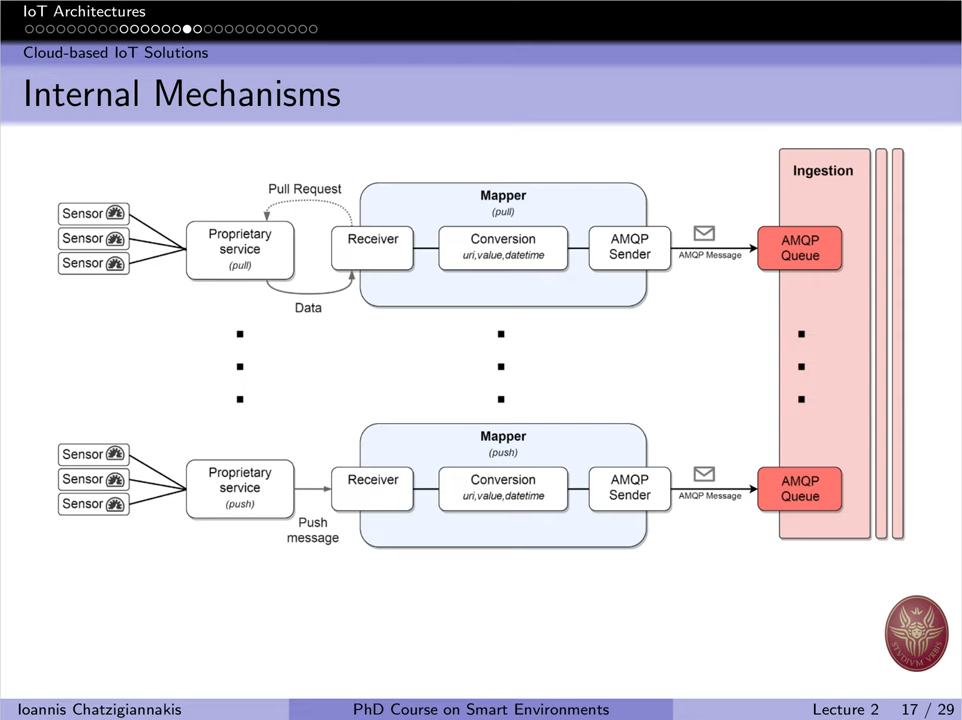 IoT Architectures
Cloud-based IoT Solutions
Internal Mechanisms
Ingestion
Pull Request
Mapper
(pull)
Sensor
Sensor
Sensor
Proprietary
service
(pull)
Receiver
Conversion
uri,value,datetime
AMQP
Sender
AMQP Message
AMQP
Queue
Data
Mapper
(push)
Sensor
Sensor
Sensor
Proprietary
service
(push)
Receiver
Conversion
uri,value,datetime
AMQP
Sender
AMQP Message
AMQP
Queue
Push
message
STVDIVM VRBIS
Ioannis Chatzigiannakis
PhD Course on Smart Environments
Lecture 2 17 / 29